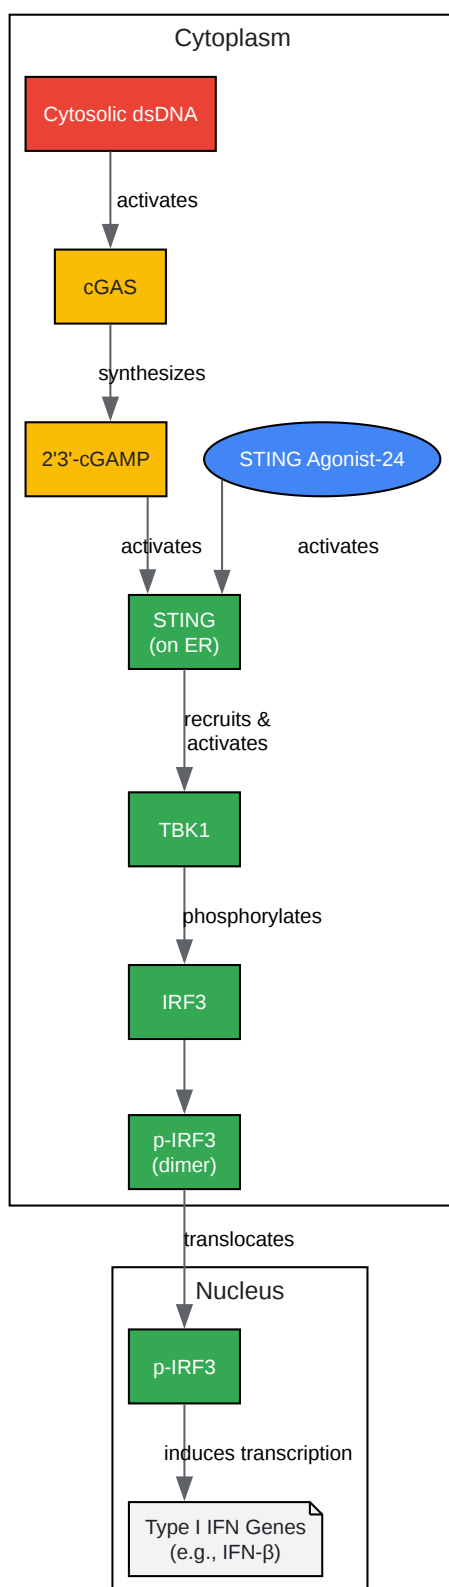 Cytoplasm
Cytosolic dsDNA
activates
cGAS
synthesizes
2'3'-cGAMP
STING Agonist-24
activates
activates
STING
(on ER)
recruits &
activates
TBK1
phosphorylates
IRF3
p-IRF3
(dimer)
translocates
Nucleus
p-IRF3
induces transcription
Type I IFN Genes
(e.g., IFN-β)